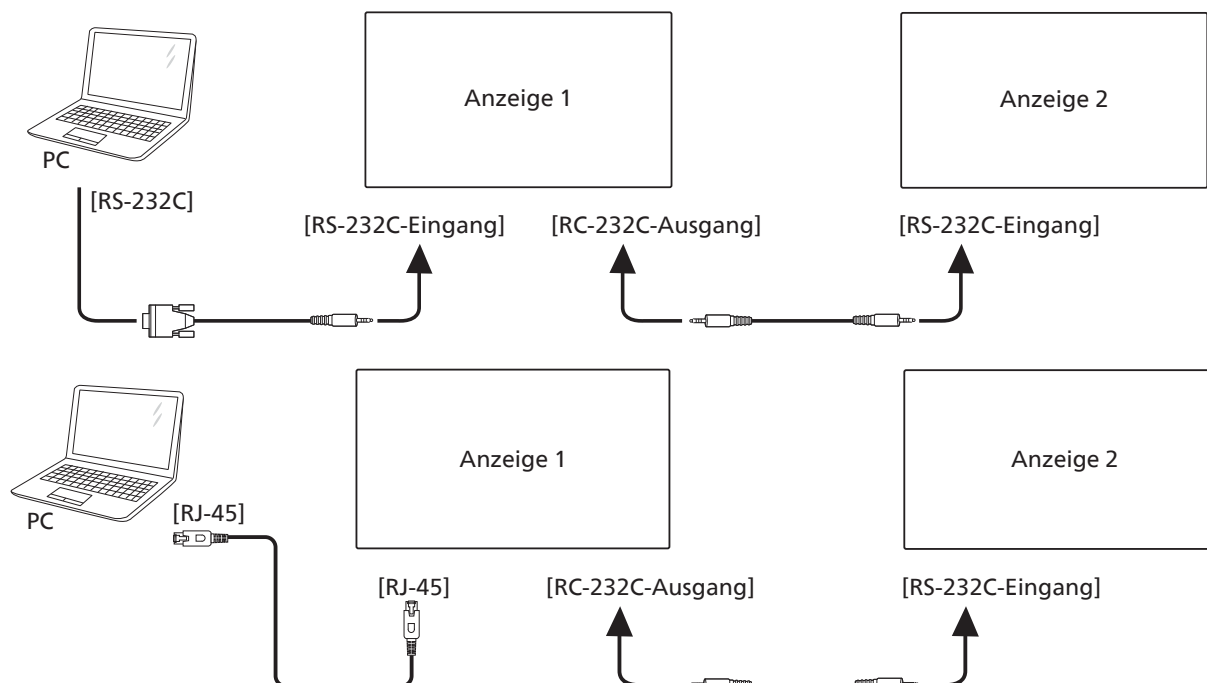 Anzeige 1
Anzeige 2
PC
[RS-232C]
[RS-232C-Eingang]
[RC-232C-Ausgang]
[RS-232C-Eingang]
Anzeige 1
Anzeige 2
PC
[RJ-45]
[RJ-45]
[RC-232C-Ausgang]
[RS-232C-Eingang]